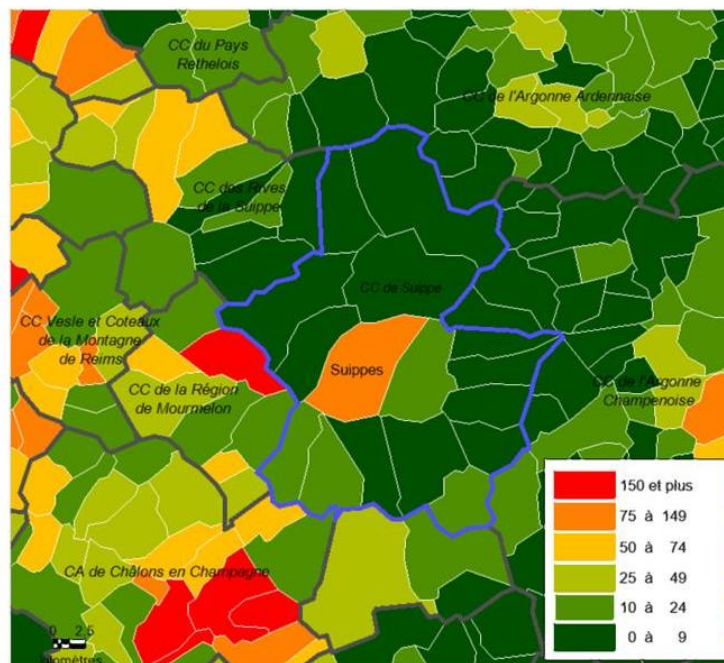 CC du Pays
Rethelois
CC de l'Argonne Ardennaise
CC des Rives
de la Suippe
CC de Suippe
CC Vesle et Coteaux
de la Montagne
de Reims
Suippes
CC de la Région
de Mourmelon
CC de l'Argonne
Champenoise
CA de Châlons en Champagne
150 et plus
75 à 149
50 à 74
25 à 49
10 à 24
0 à 9
0 2,5
kilomètres